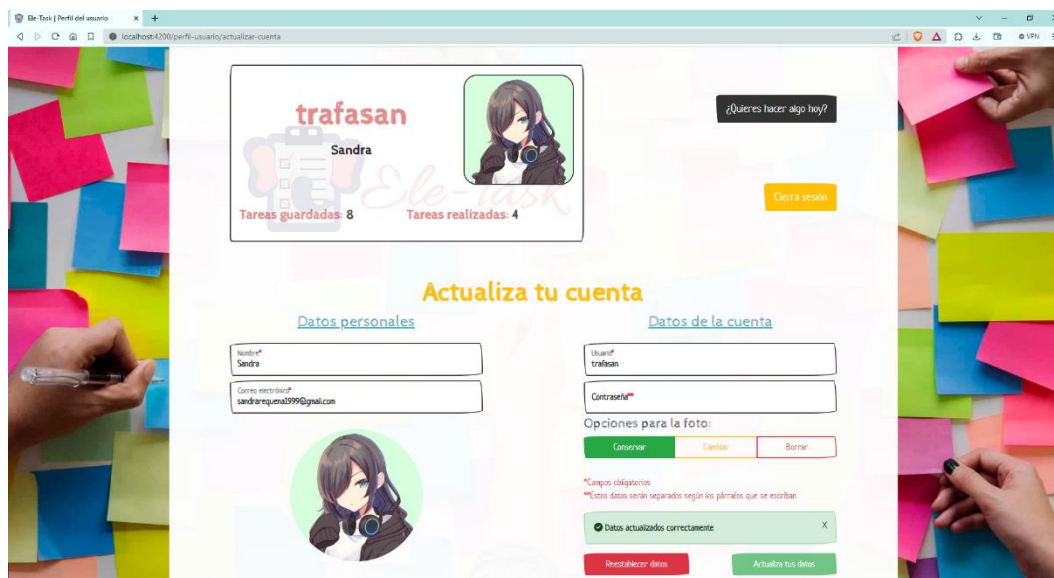 Ele-Task | Perfil del usuario
localhost:4200/perfil-usuario/actualizar-cuenta
VPN
trafasan
Sandra
Ele-Task
Tareas guardadas: 8
Tareas realizadas: 4
¿Quieres hacer algo hoy?
Cierra sesión
Actualiza tu cuenta
Datos personales
Nombre*
Sandra
Correo electrónico*
sandrarequena1999@gmail.com
Datos de la cuenta
Usuario*
trafasan
Contraseña**
Opciones para la foto:
Conservar
Cambiar
Borrar
*Campos obligatorios
**Estos datos serán separados según los párrafos que se escriban
Datos actualizados correctamente
X
Reestablecer datos
Actualiza tus datos